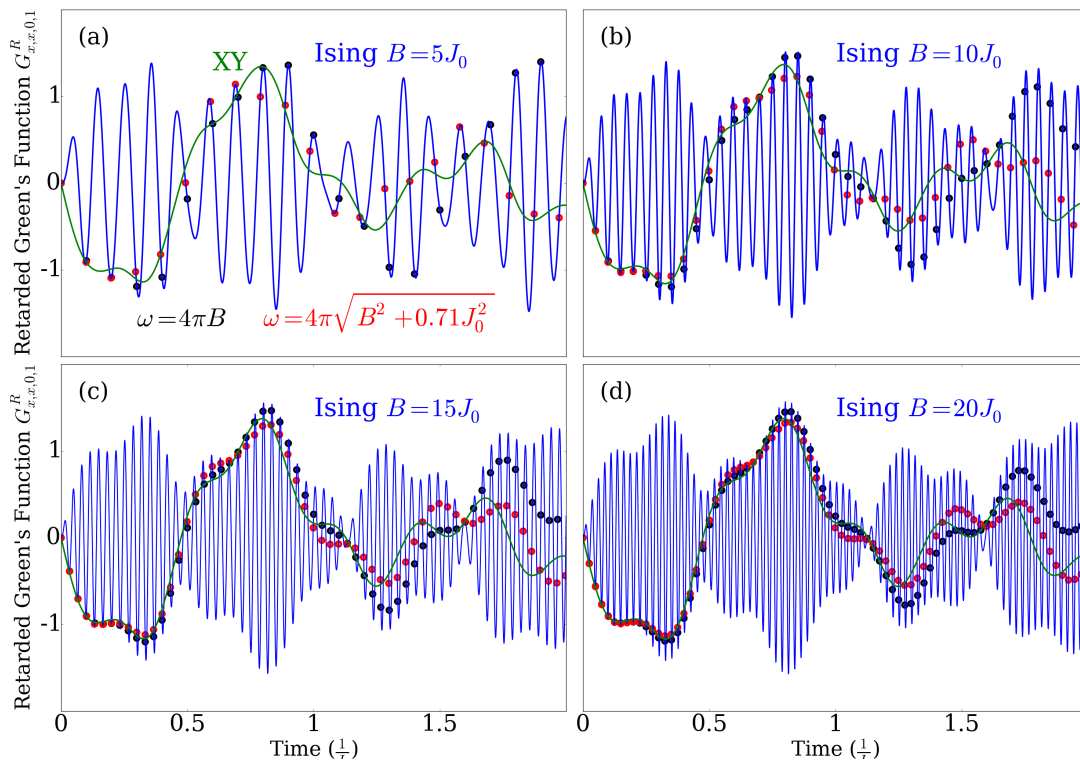 (a)
XY
Ising B=5J₀
ω=4πB
ω=4π√(B²+0.71J₀²)
1
0
-1
Retarded Green's Function G^R_{x,x,0,1}
(b)
Ising B=10J₀
(c)
Ising B=15J₀
1
0
-1
Retarded Green's Function G^R_{x,x,0,1}
0
0.5
1
1.5
Time (1/
(d)
Ising B=20J₀
0
0.5
1
1.5
Time (1/